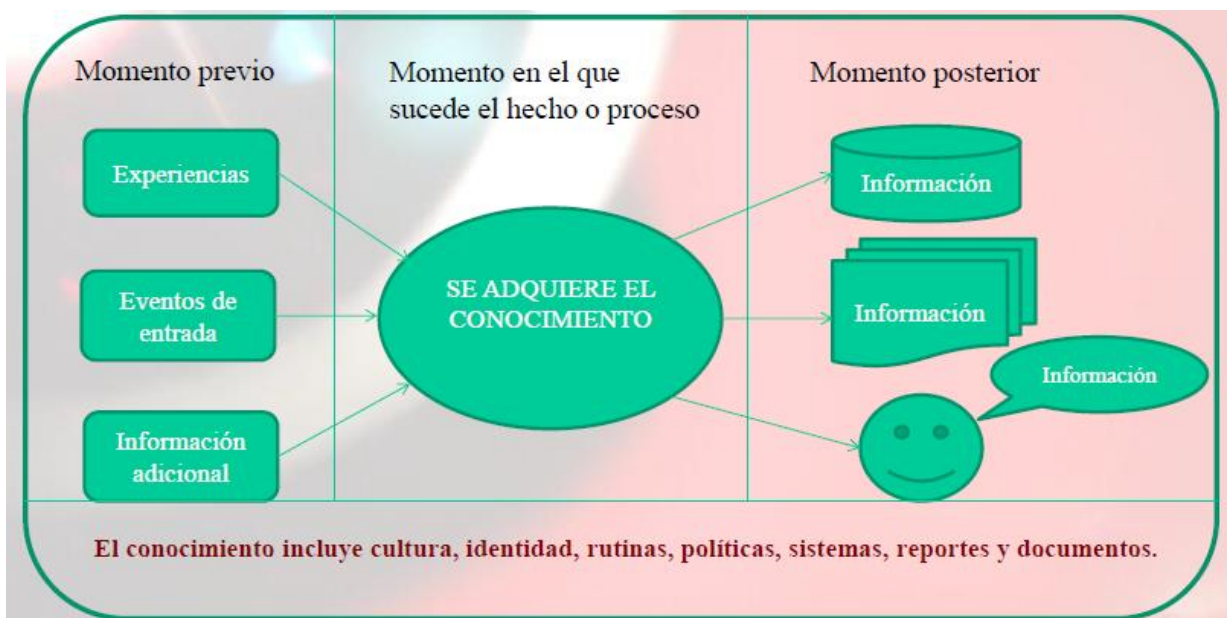 Momento previo
Momento en el que
sucede el hecho o proceso
Momento posterior
Experiencias
Eventos de
entrada
Información
adicional
SE ADQUIERE EL
CONOCIMIENTO
Información
Información
Información
El conocimiento incluye cultura, identidad, rutinas, políticas, sistemas, reportes y documentos.